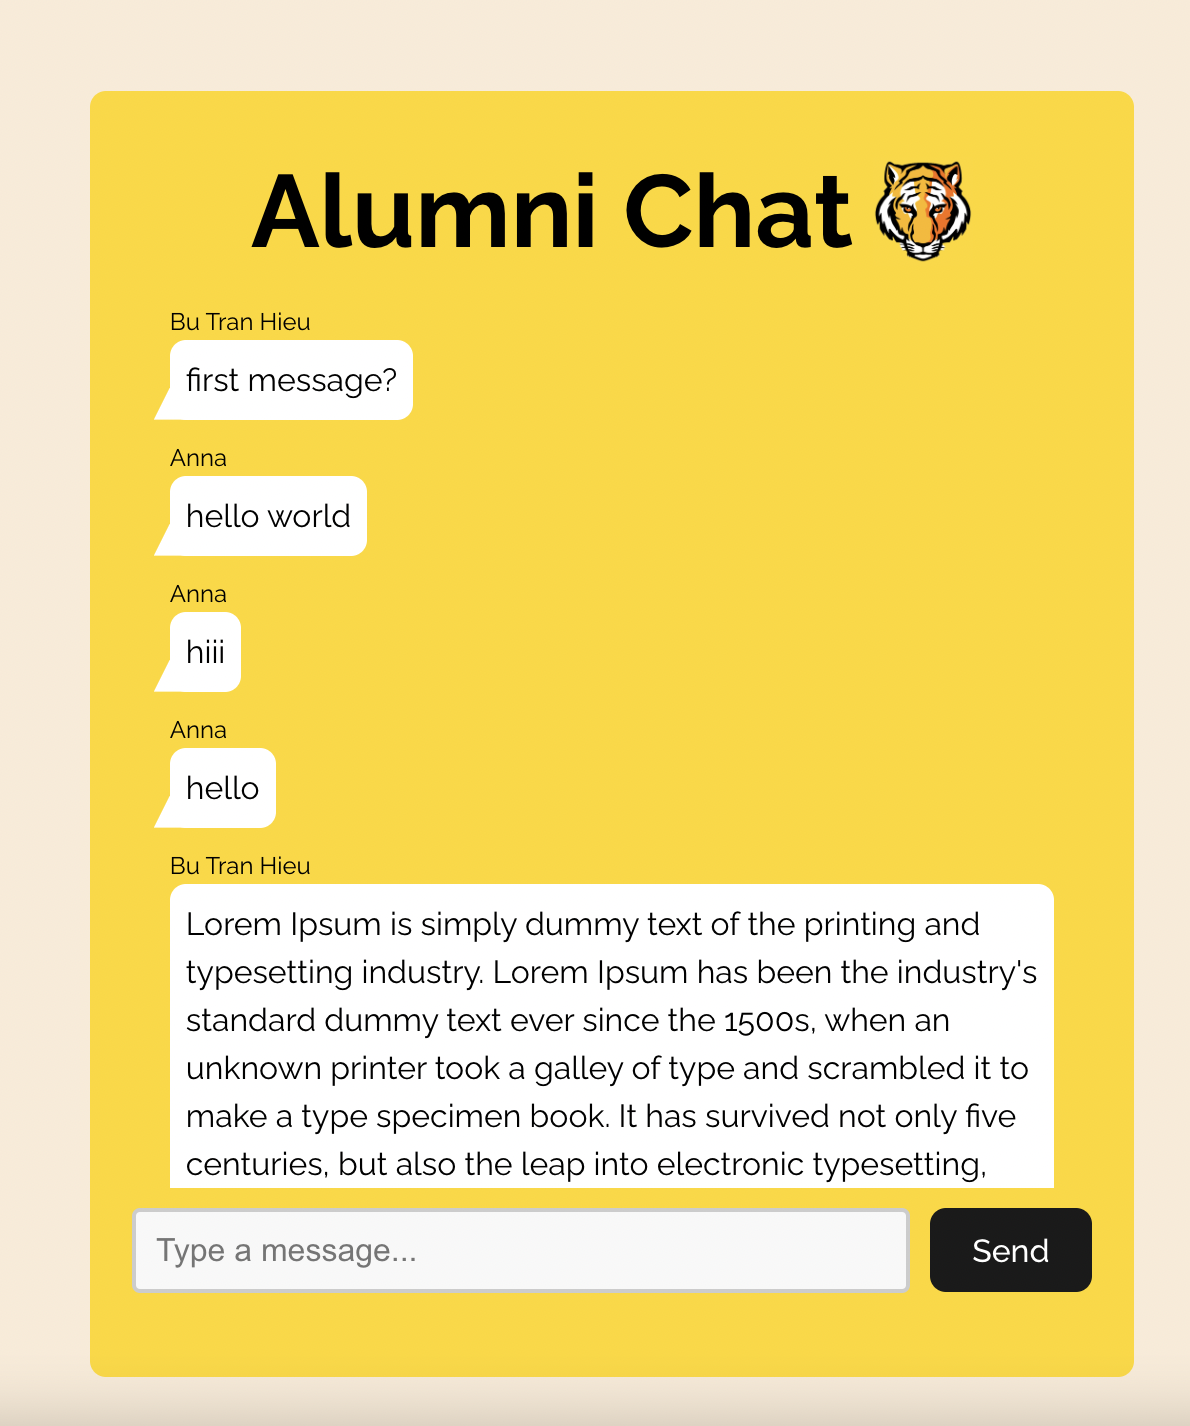 Alumni Chat
Bu Tran Hieu
first message?
Anna
hello world
Anna
hiii
Anna
hello
Bu Tran Hieu
Lorem Ipsum is simply dummy text of the printing and
typesetting industry. Lorem Ipsum has been the industry's
standard dummy text ever since the 1500s, when an
unknown printer took a galley of type and scrambled it to
make a type specimen book. It has survived not only five
centuries, but also the leap into electronic typesetting,
Type a message...
Send